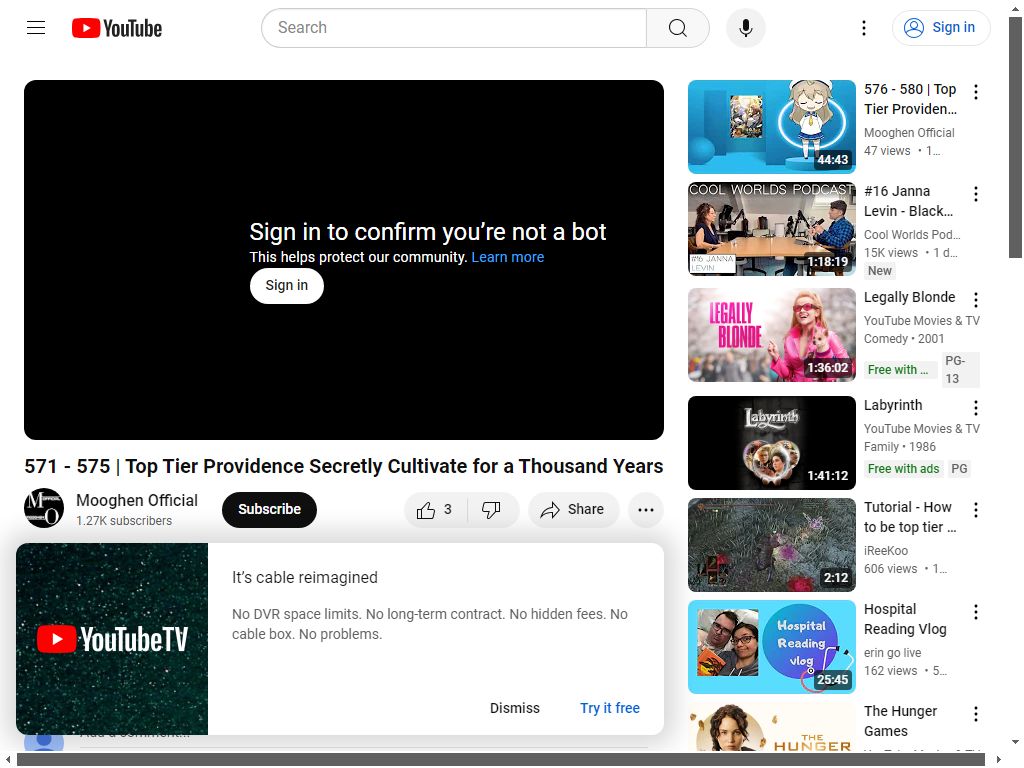 YouTube
Search
Sign in
Sign in to confirm you’re not a bot
This helps protect our community. Learn more
Sign in
571 - 575 | Top Tier Providence Secretly Cultivate for a Thousand Years
Mooghen Official
1.27K subscribers
Subscribe
3
Share
It’s cable reimagined
No DVR space limits. No long-term contract. No hidden fees. No
cable box. No problems.
YouTubeTV
Dismiss
Try it free
Add a comment...
44:43
576 - 580 | Top
Tier Providen…
Mooghen Official
47 views • 1…
COOL WORLDS PODCAST
#16 JANNA
LEVIN
1:18:19
#16 Janna
Levin - Black…
Cool Worlds Pod…
15K views • 1 d…
New
LEGALLY
BLONDE
1:36:02
Legally Blonde
YouTube Movies & TV
Comedy • 2001
Free with …
PG-
13
Labyrinth
1:41:12
Labyrinth
YouTube Movies & TV
Family • 1986
Free with ads
PG
2:12
Tutorial - How
to be top tier …
iReeKoo
606 views • 1…
Hospital
Reading
vlog
25:45
Hospital
Reading Vlog
erin go live
162 views • 5…
THE
HUNGER
The Hunger
Games